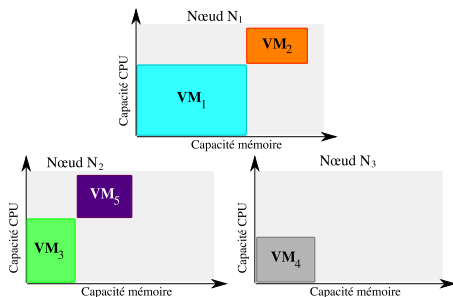 Nœud N1
Capacité CPU
VM1
VM2
Capacité mémoire
Nœud N2
Capacité CPU
VM3
VM5
Capacité mémoire
Nœud N3
Capacité CPU
VM4
Capacité mémoire